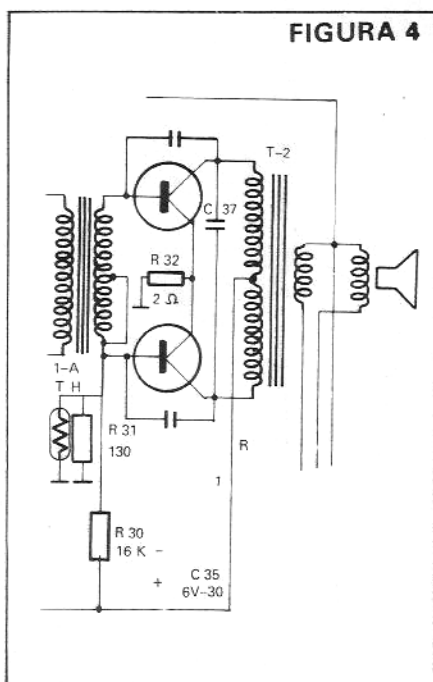 FIGURA 4
T-2
C 37
R 32
2 Ω
1-A
T H
R 31
130
R
1
R 30
16 K -
+
C 35
6V-30